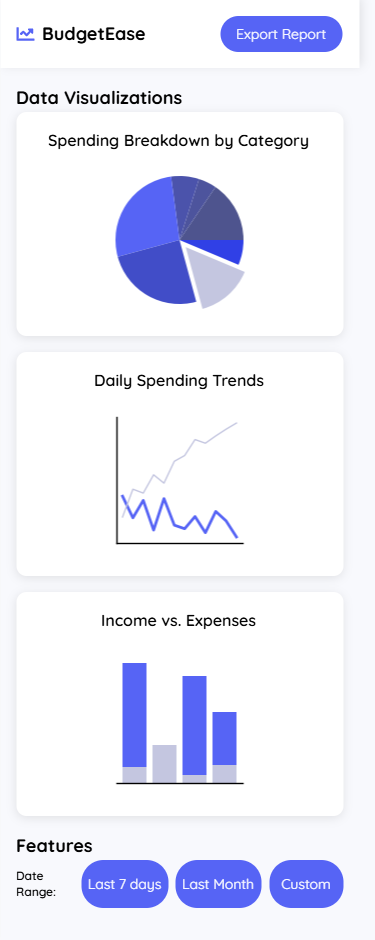 BudgetEase
Export Report
Data Visualizations
Spending Breakdown by Category
Daily Spending Trends
Income vs. Expenses
Features
Date
Range:
Last 7 days
Last Month
Custom